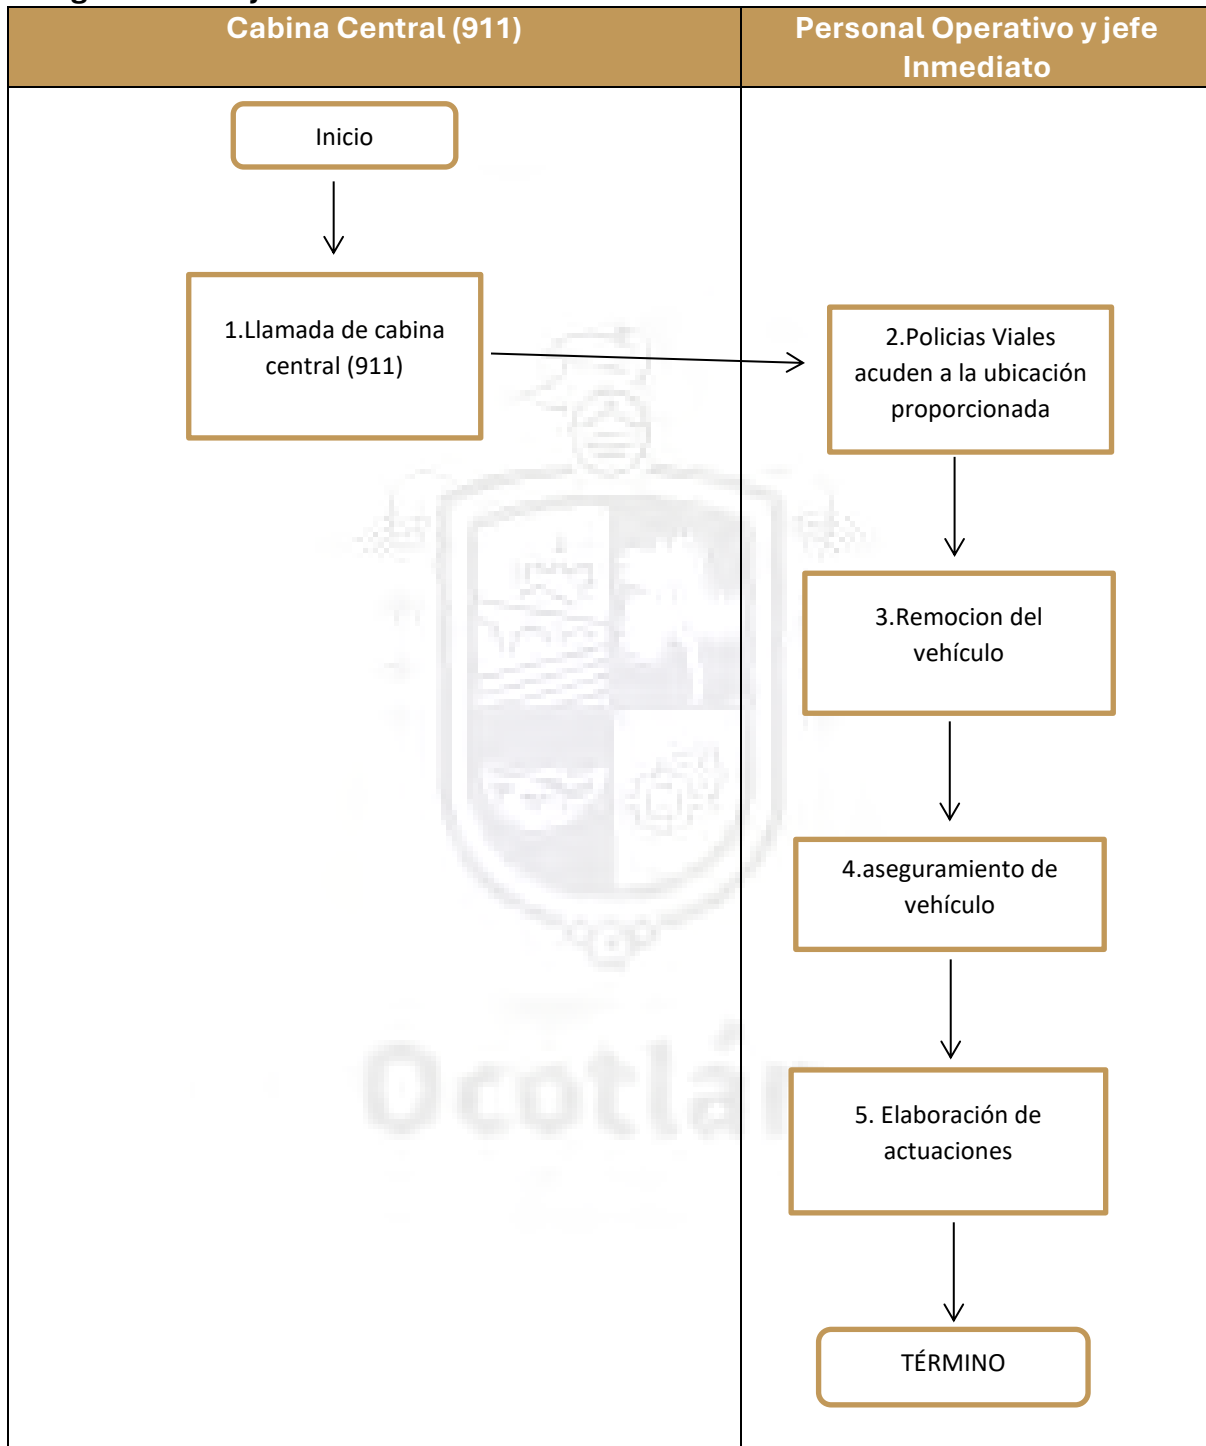 Cabina Central (911)
Personal Operativo y jefe
Inmediato
Inicio
1.Llamada de cabina
central (911)
2.Policias Viales
acuden a la ubicación
proporcionada
3.Remocion del
vehículo
4.aseguramiento de
vehículo
5. Elaboración de
actuaciones
TÉRMINO
Ocotlán